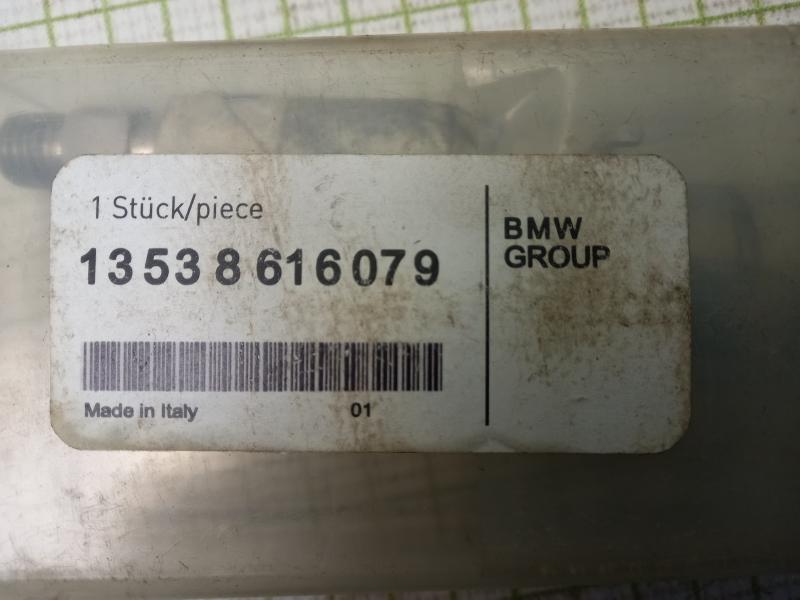 1 Stück/piece
13 53 8 616 079
Made in Italy 01
BMW
GROUP